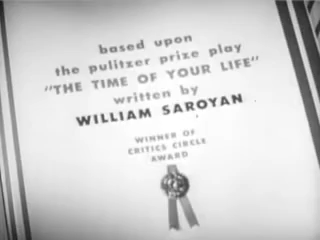 based upon
the pulitzer prize play
"THE TIME OF YOUR LIFE"
written by
WILLIAM SAROYAN
WINNER OF
CRITICS CIRCLE
AWARD